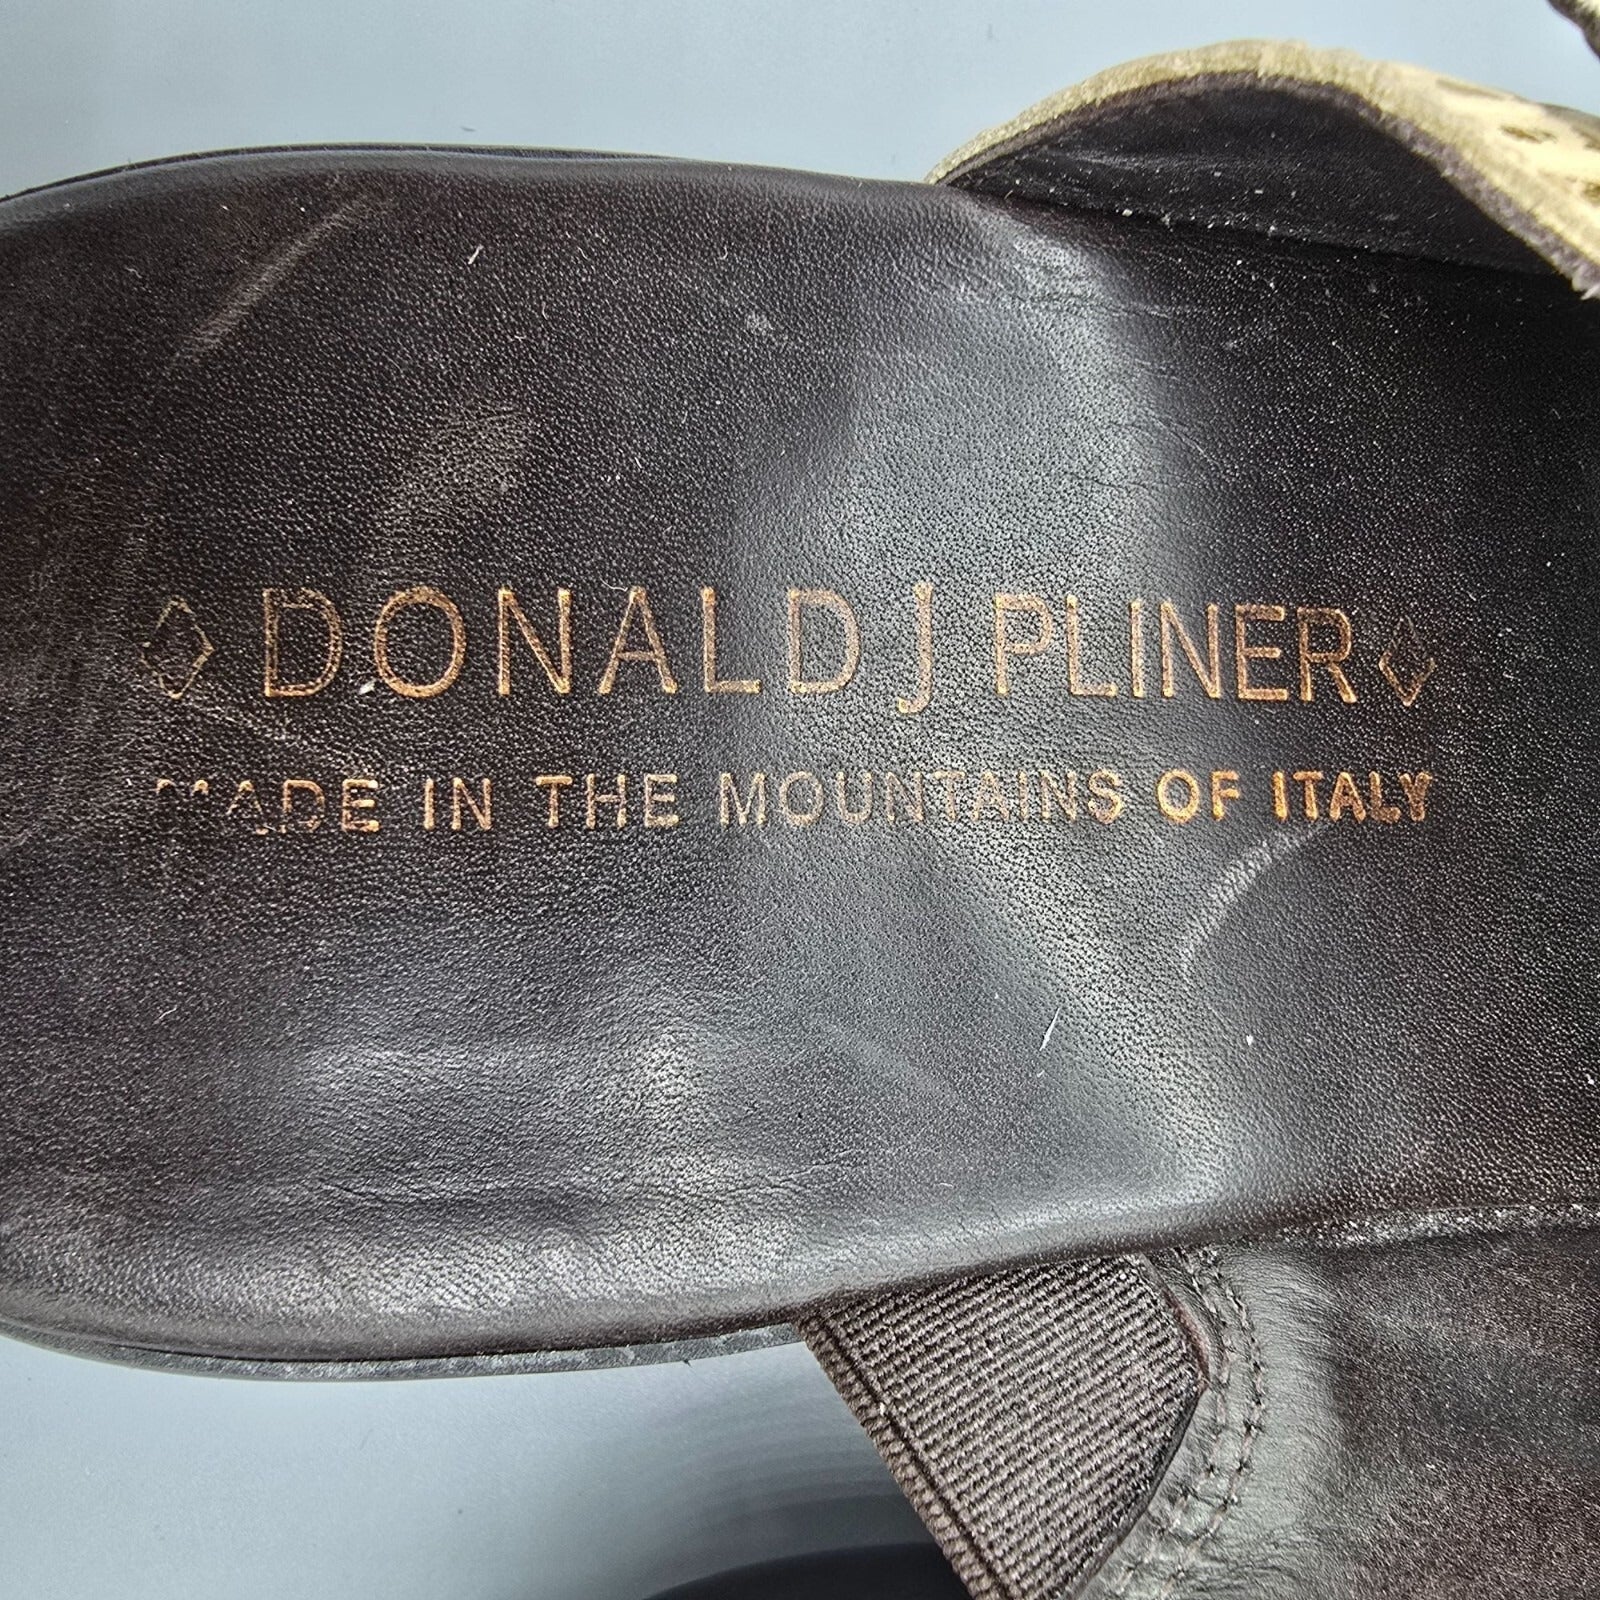 DONALD J PLINER
MADE IN THE MOUNTAINS OF ITALY